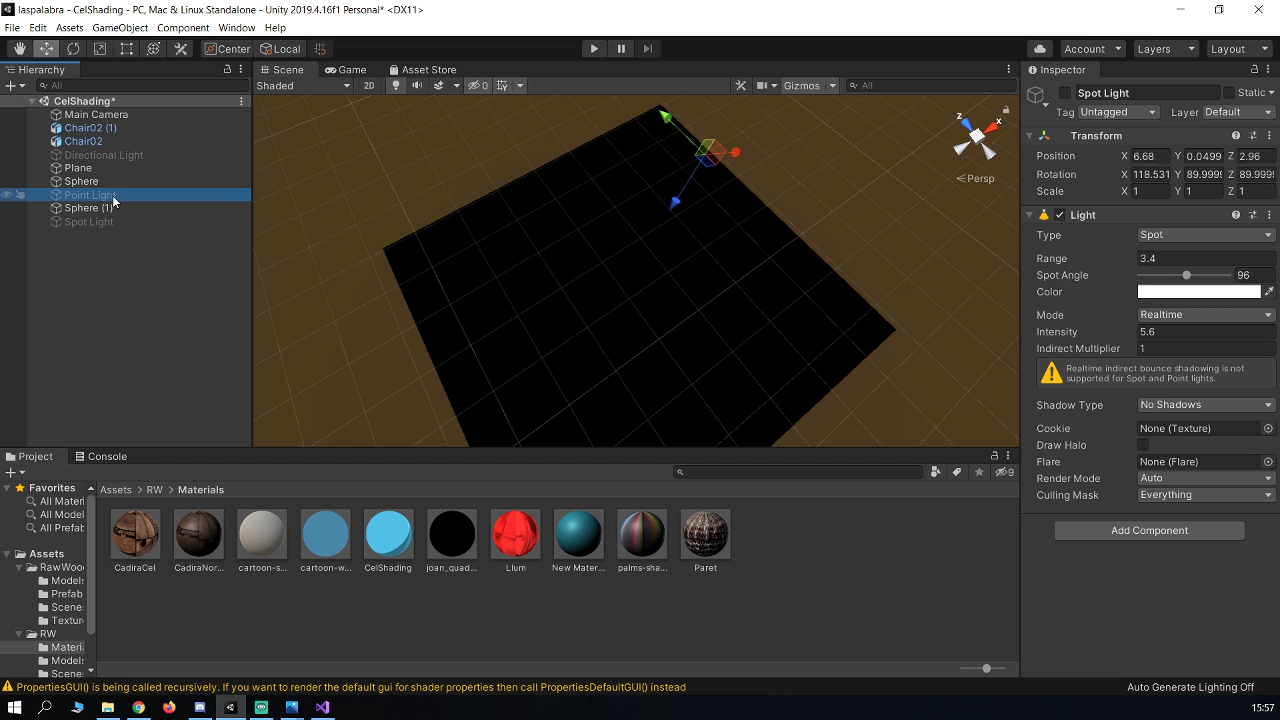 laspalabra - CelShading - PC, Mac & Linux Standalone - Unity 2019.4.16f1 Personal* <DX11>
File Edit Assets GameObject Component Window Help
Center Local Account Layers Layout
Hierarchy Scene Game Asset Store Inspector
All Shaded 2D 0 Gizmos All
CelShading*
Main Camera
Chair02 (1)
Chair02
Directional Light
Plane
Sphere
Point Light
Sphere (1)
Spot Light
z x
Persp
Spot Light Static
Tag Untagged Layer Default
Transform
Position X 6.68 Y 0.0499 Z 2.96
Rotation X 118.531 Y 89.9999 Z 89.9999
Scale X 1 Y 1 Z 1
Light
Type Spot
Range 3.4
Spot Angle 96
Color
Mode Realtime
Intensity 5.6
Indirect Multiplier 1
Realtime indirect bounce shadowing is not
supported for Spot and Point lights.
Shadow Type No Shadows
Cookie None (Texture)
Draw Halo
Flare None (Flare)
Render Mode Auto
Culling Mask Everything
Add Component
Project Console
9
Favorites
All Materi
All Model
All Prefab
Assets
RawWoo
Models
Prefab
Scene
Textur
RW
Materi
Models
Scene
Assets > RW > Materials
CadiraCel CadiraNor... cartoon-s... cartoon-w... CelShading joan_quad... Llum New Mater... palms-sha... Paret
PropertiesGUI() is being called recursively. If you want to render the default gui for shader properties then call PropertiesDefaultGUI() instead
Auto Generate Lighting Off
15:57